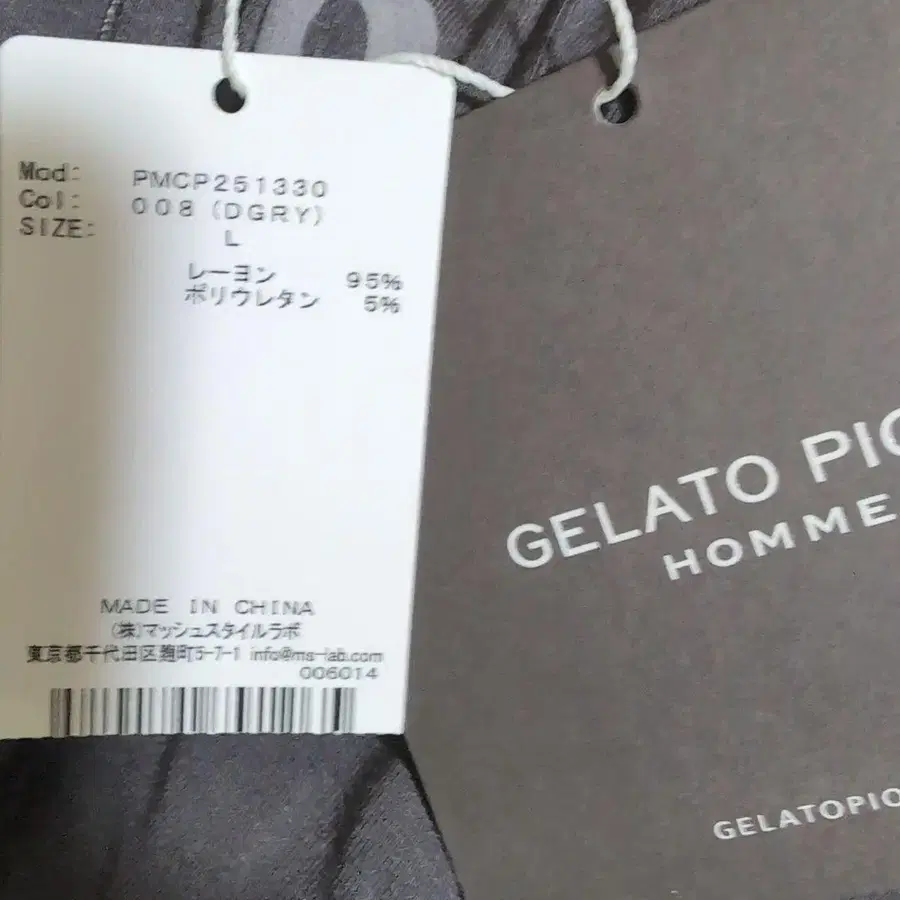 Mod: PMCP251330
Col: 008 (DGRY)
SIZE: L
レーヨン 95%
ポリウレタン 5%
MADE IN CHINA
(株)マッシュスタイルラボ
東京都千代田区麹町5-7-1 info@ms-lab.com
006014
GELATO PIQ
HOMME
GELATOPIQ